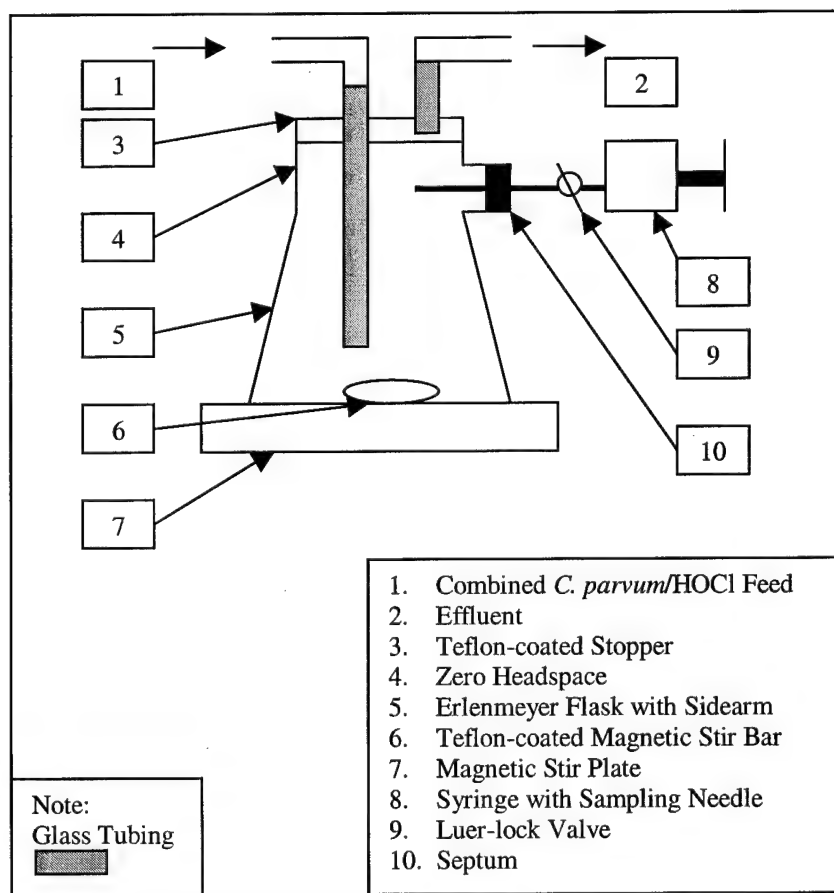 1
2
3
4
5
6
7
8
9
10
1. Combined C. parvum/HOCl Feed
2. Effluent
3. Teflon-coated Stopper
4. Zero Headspace
5. Erlenmeyer Flask with Sidearm
6. Teflon-coated Magnetic Stir Bar
7. Magnetic Stir Plate
8. Syringe with Sampling Needle
9. Luer-lock Valve
10. Septum
Note:
Glass Tubing